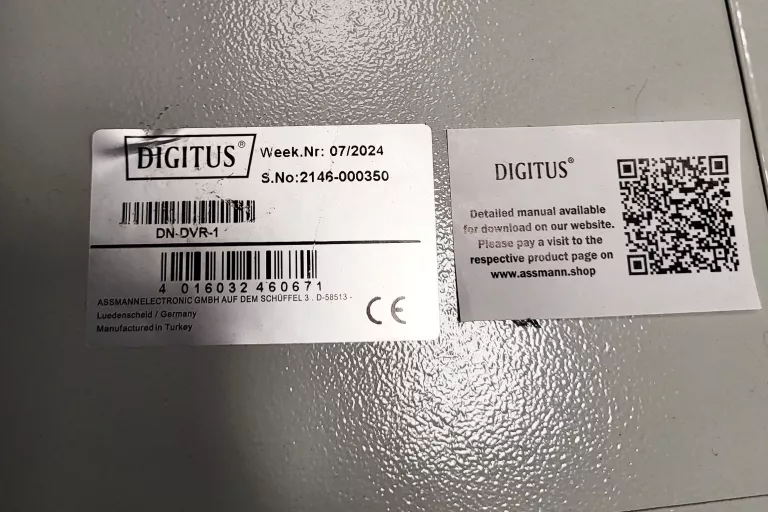 DIGITUS®
Week.Nr: 07/2024
S.No:2146-000350
DN-DVR-1
4 016032 460671
ASSMANNELECTRONIC GMBH AUF DEM SCHÜFFEL 3 . D-58513 -
Luedenscheid / Germany
Manufactured in Turkey
CE
DIGITUS®
Detailed manual available
for download on our website.
Please pay a visit to the
respective product page on
www.assmann.shop